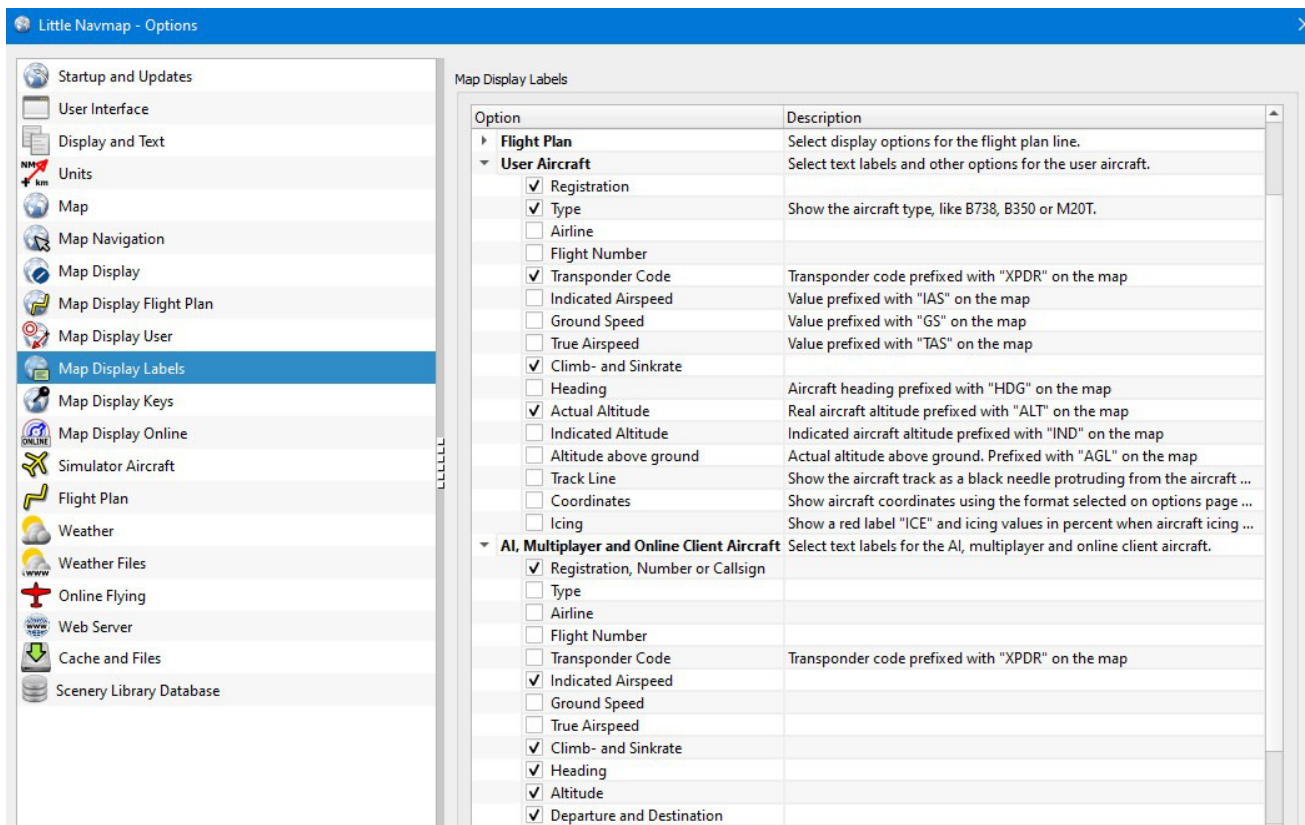 Little Navmap - Options
Startup and Updates
User Interface
Display and Text
NM km Units
Map
Map Navigation
Map Display
Map Display Flight Plan
Map Display User
Map Display Labels
Map Display Keys
ONLINE Map Display Online
Simulator Aircraft
Flight Plan
Weather
www Weather Files
Online Flying
www Web Server
Cache and Files
Scenery Library Database
Map Display Labels
Option Description
Flight Plan Select display options for the flight plan line.
User Aircraft Select text labels and other options for the user aircraft.
Registration
Type Show the aircraft type, like B738, B350 or M20T.
Airline
Flight Number
Transponder Code Transponder code prefixed with "XPDR" on the map
Indicated Airspeed Value prefixed with "IAS" on the map
Ground Speed Value prefixed with "GS" on the map
True Airspeed Value prefixed with "TAS" on the map
Climb- and Sinkrate
Heading Aircraft heading prefixed with "HDG" on the map
Actual Altitude Real aircraft altitude prefixed with "ALT" on the map
Indicated Altitude Indicated aircraft altitude prefixed with "IND" on the map
Altitude above ground Actual altitude above ground. Prefixed with "AGL" on the map
Track Line Show the aircraft track as a black needle protruding from the aircraft ...
Coordinates Show aircraft coordinates using the format selected on options page ...
Icing Show a red label "ICE" and icing values in percent when aircraft icing ...
AI, Multiplayer and Online Client Aircraft Select text labels for the AI, multiplayer and online client aircraft.
Registration, Number or Callsign
Type
Airline
Flight Number
Transponder Code Transponder code prefixed with "XPDR" on the map
Indicated Airspeed
Ground Speed
True Airspeed
Climb- and Sinkrate
Heading
Altitude
Departure and Destination